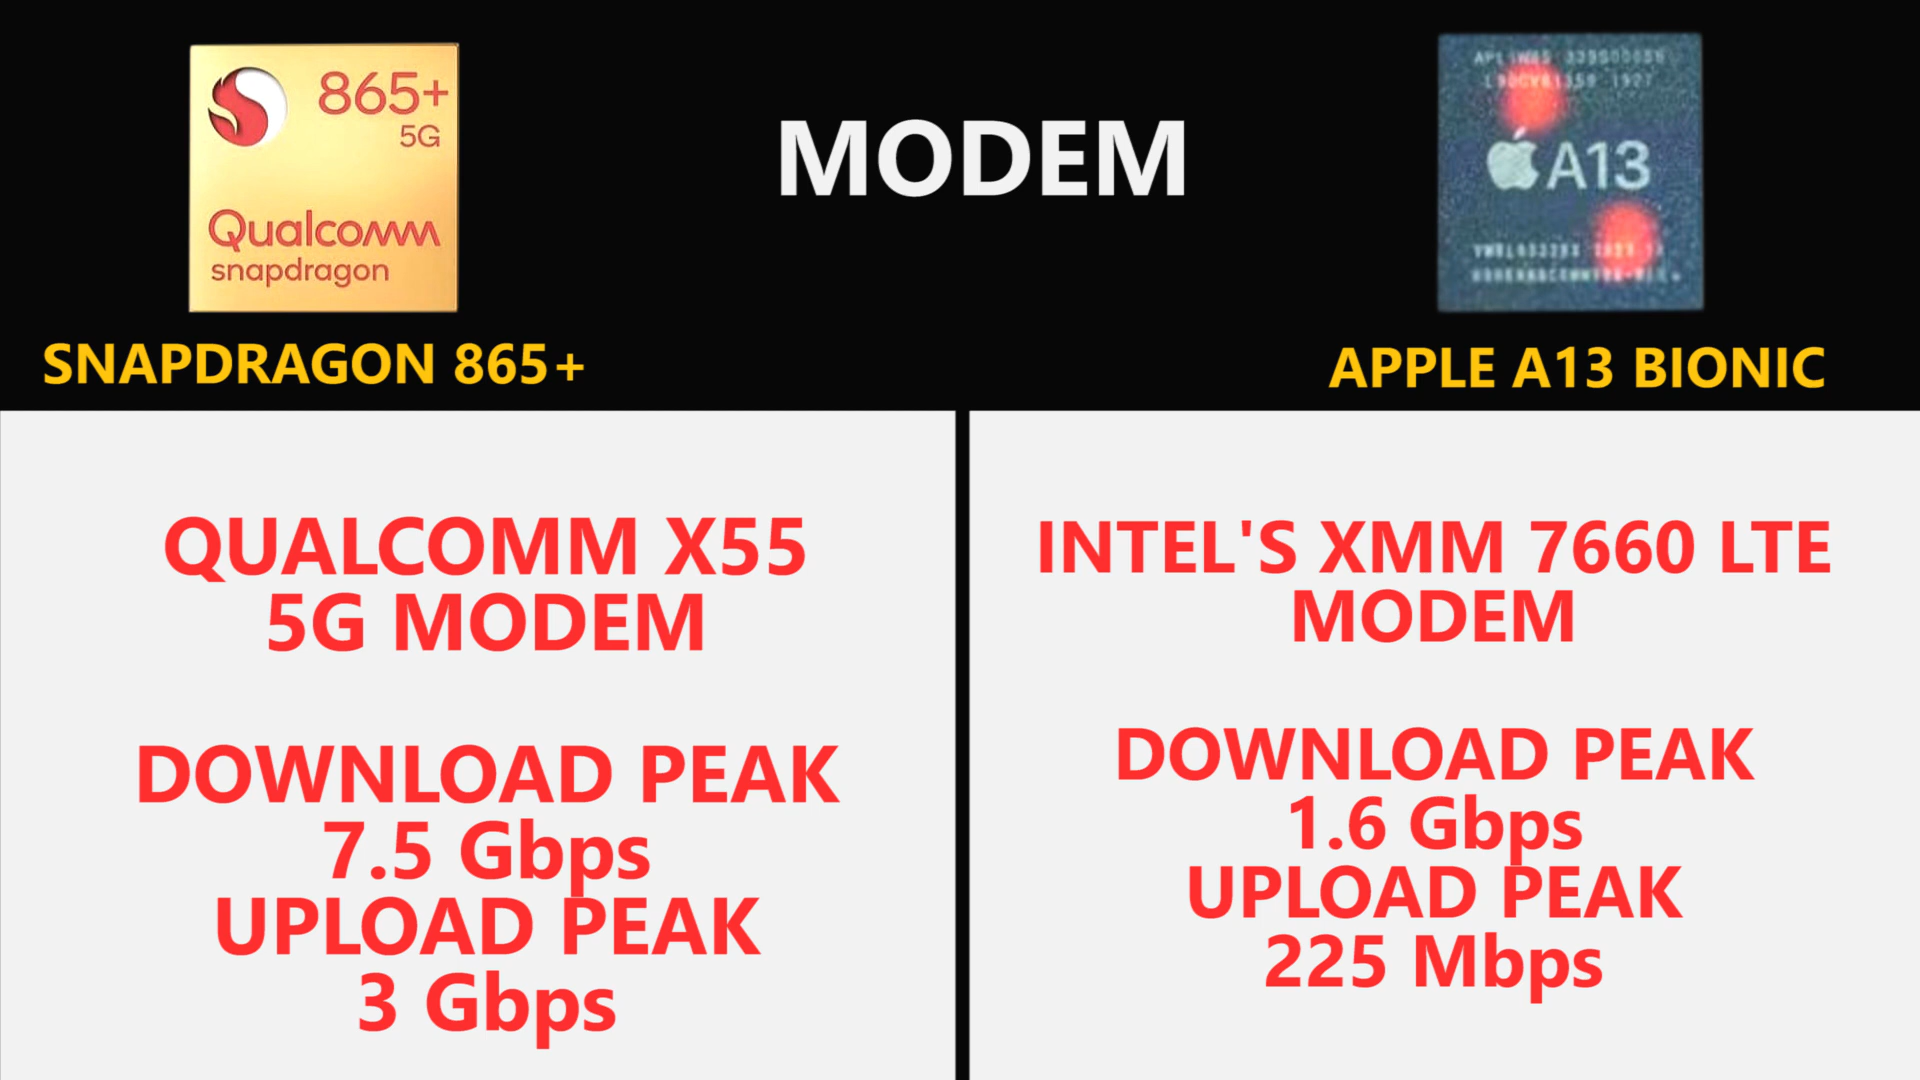 865+
5G
Qualcomm
snapdragon
MODEM
A13
SNAPDRAGON 865+
APPLE A13 BIONIC
QUALCOMM X55
5G MODEM
DOWNLOAD PEAK
7.5 Gbps
UPLOAD PEAK
3 Gbps
INTEL'S XMM 7660 LTE
MODEM
DOWNLOAD PEAK
1.6 Gbps
UPLOAD PEAK
225 Mbps